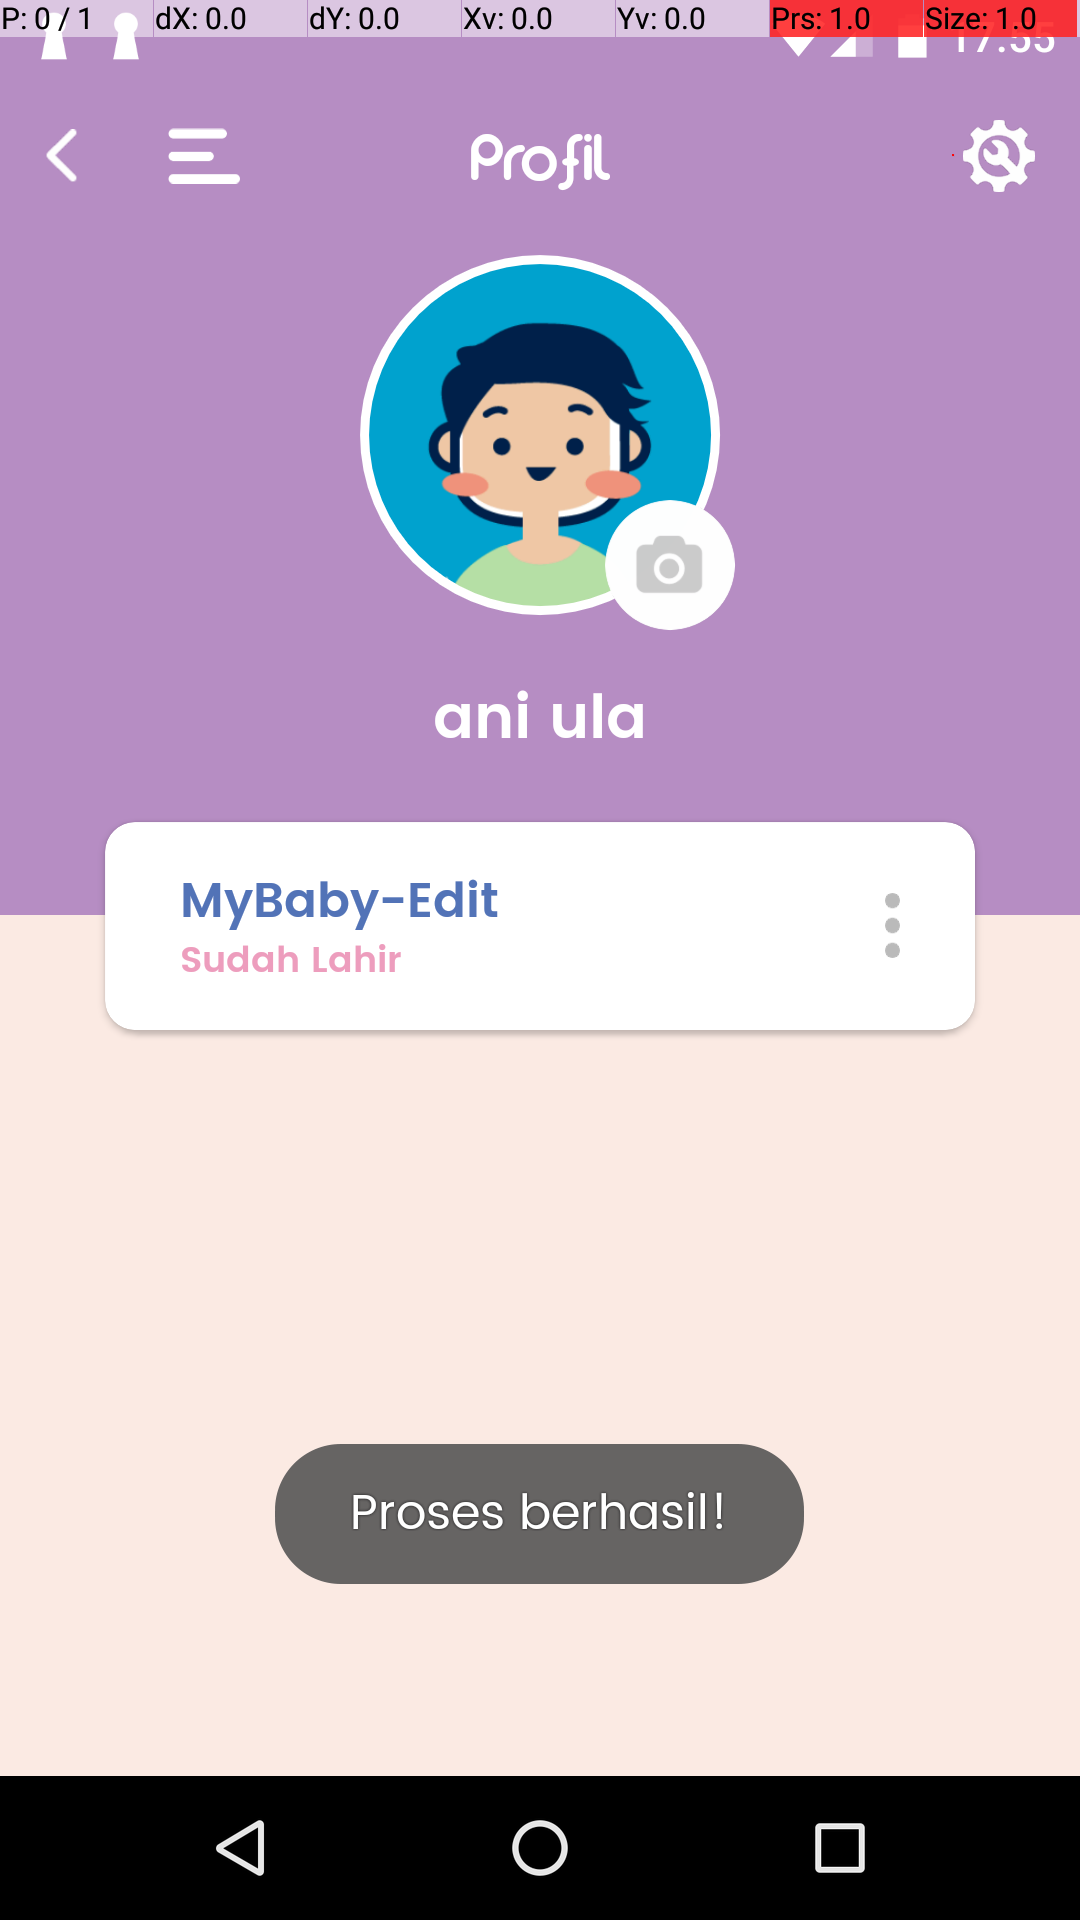 P: 0 / 1 dX: 0.0 dY: 0.0 Xv: 0.0 Yv: 0.0 Prs: 1.0 Size: 1.0
17:55
Profil
ani ula
MyBaby-Edit
Sudah Lahir
Proses berhasil!